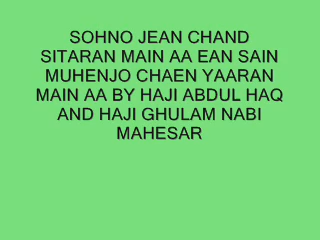 SOHNO JEAN CHAND
SITARAN MAIN AA EAN SAIN
MUHENJO CHAEN YAARAN
MAIN AA BY HAJI ABDUL HAQ
AND HAJI GHULAM NABI
MAHESAR